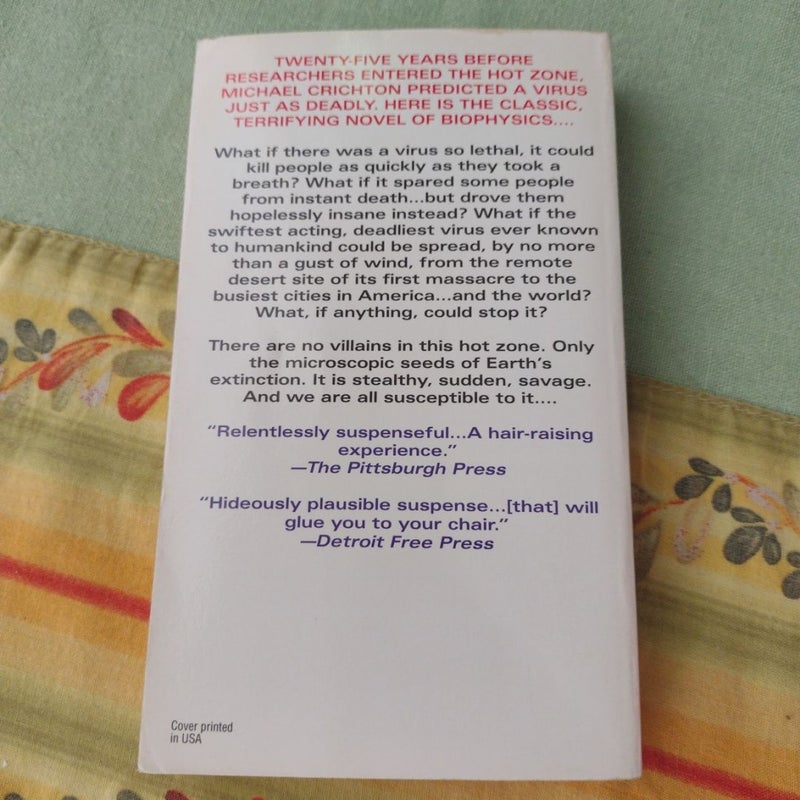 TWENTY-FIVE YEARS BEFORE
RESEARCHERS ENTERED THE HOT ZONE,
MICHAEL CRICHTON PREDICTED A VIRUS
JUST AS DEADLY. HERE IS THE CLASSIC,
TERRIFYING NOVEL OF BIOPHYSICS....
What if there was a virus so lethal, it could
kill people as quickly as they took a
breath? What if it spared some people
from instant death...but drove them
hopelessly insane instead? What if the
swiftest acting, deadliest virus ever known
to humankind could be spread, by no more
than a gust of wind, from the remote
desert site of its first massacre to the
busiest cities in America...and the world?
What, if anything, could stop it?
There are no villains in this hot zone. Only
the microscopic seeds of Earth's
extinction. It is stealthy, sudden, savage.
And we are all susceptible to it....
"Relentlessly suspenseful...A hair-raising
experience."
—The Pittsburgh Press
"Hideously plausible suspense...[that] will
glue you to your chair."
—Detroit Free Press
Cover printed
in USA